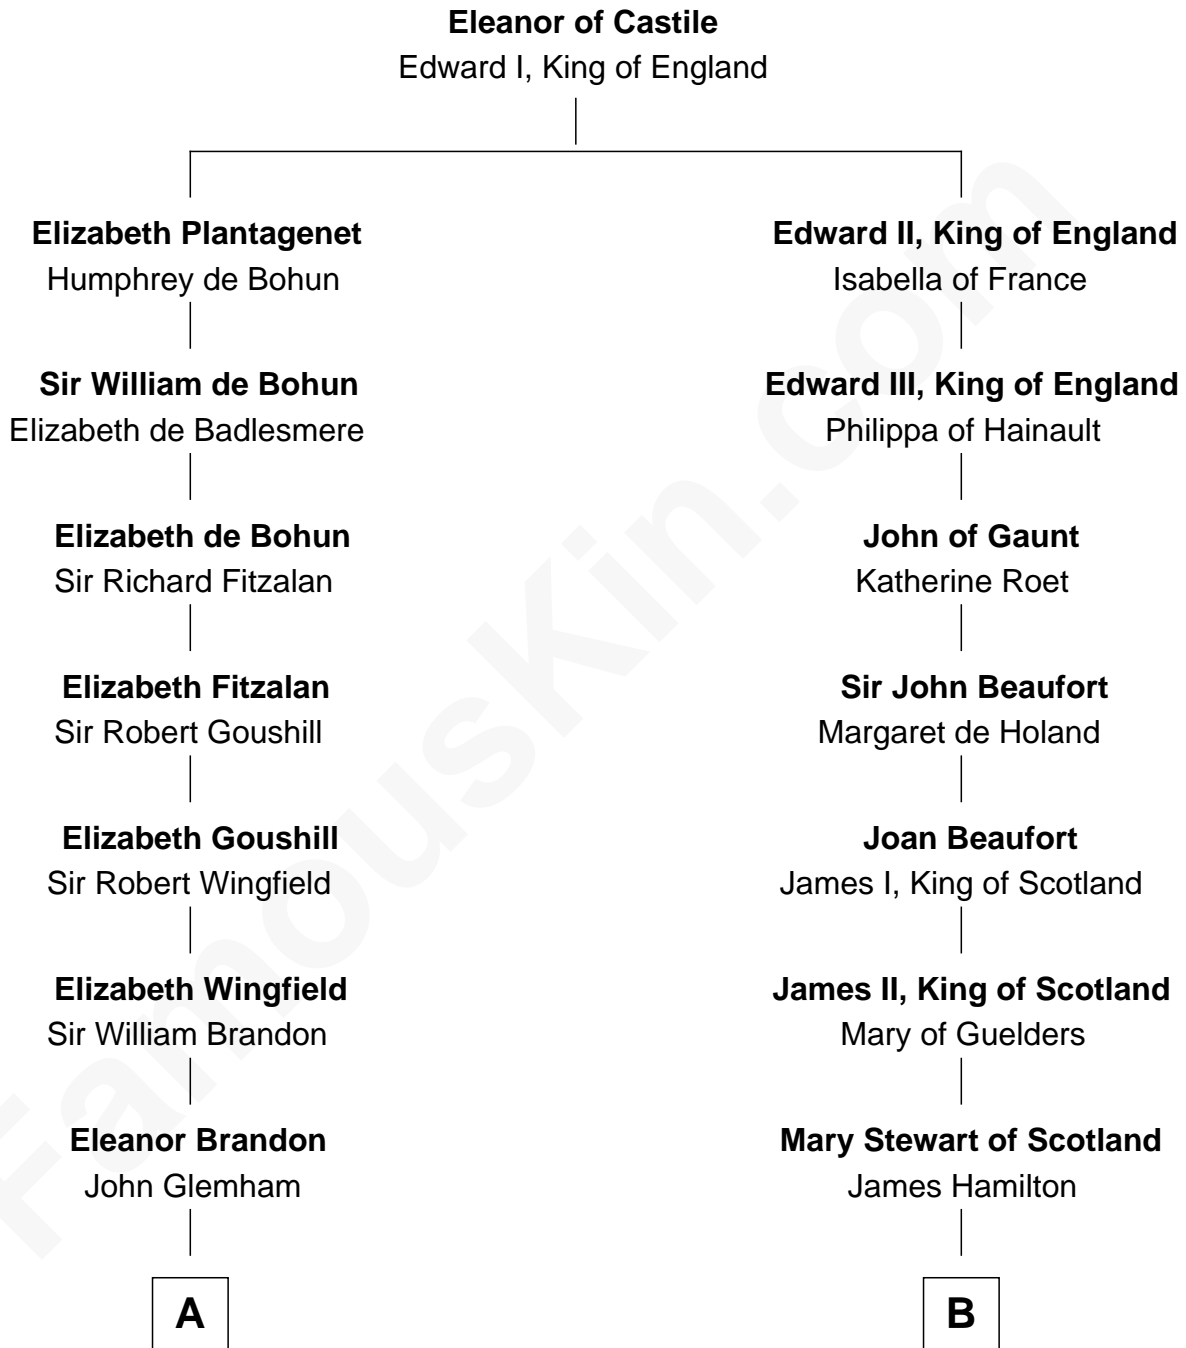 Eleanor of Castile
Edward I, King of England
Elizabeth Plantagenet
Humphrey de Bohun
Sir William de Bohun
Elizabeth de Badlesmere
Elizabeth de Bohun
Sir Richard Fitzalan
Elizabeth Fitzalan
Sir Robert Goushill
Elizabeth Goushill
Sir Robert Wingfield
Elizabeth Wingfield
Sir William Brandon
Eleanor Brandon
John Glemham
A
Edward II, King of England
Isabella of France
Edward III, King of England
Philippa of Hainault
John of Gaunt
Katherine Roet
Sir John Beaufort
Margaret de Holand
Joan Beaufort
James I, King of Scotland
James II, King of Scotland
Mary of Guelders
Mary Stewart of Scotland
James Hamilton
B
FamousKin.com